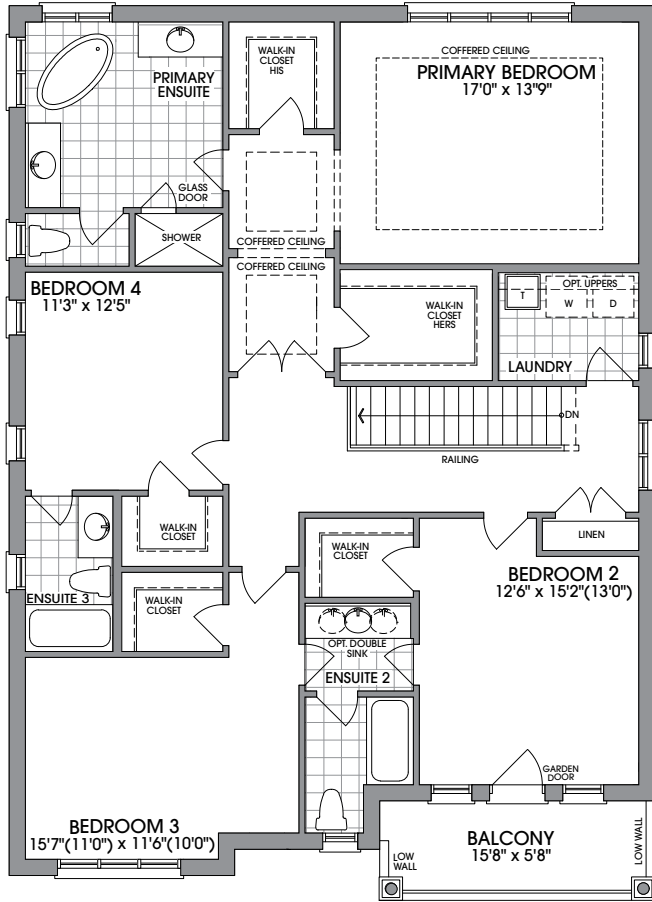 WALK-IN
CLOSET
HIS
COFFERED CEILING
PRIMARY BEDROOM
17'0" x 13'9"
PRIMARY
ENSUITE
GLASS
DOOR
SHOWER
COFFERED CEILING
COFFERED CEILING
BEDROOM 4
11'3" x 12'5"
WALK-IN
CLOSET
HERS
OPT. UPPERS
T
W
D
LAUNDRY
DN
RAILING
WALK-IN
CLOSET
LINEN
WALK-IN
CLOSET
BEDROOM 2
12'6" x 15'2"(13'0")
ENSUITE 3
WALK-IN
CLOSET
OPT. DOUBLE
SINK
ENSUITE 2
GARDEN
DOOR
BEDROOM 3
15'7"(11'0") x 11'6"(10'0")
BALCONY
15'8" x 5'8"
LOW
WALL
LOW WALL